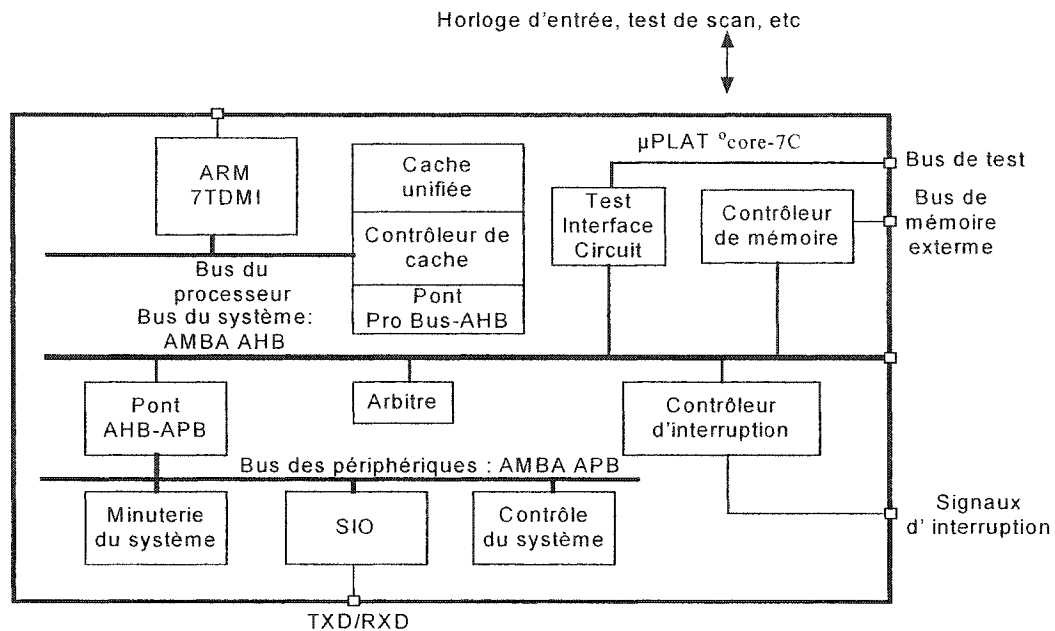 Horloge d'entrée, test de scan, etc
µPLAT °core-7C
Bus de test
ARM
7TDMI
Cache
unifiée
Contrôleur de
cache
Pont
Pro Bus-AHB
Test
Interface
Circuit
Contrôleur
de mémoire
Bus de
mémoire
exterme
Bus du
processeur
Bus du système:
AMBA AHB
Pont
AHB-APB
Arbitre
Contrôleur
d'interruption
Bus des périphériques : AMBA APB
Minuterie
du système
SIO
Contrôle
du système
Signaux
d' interruption
TXD/RXD